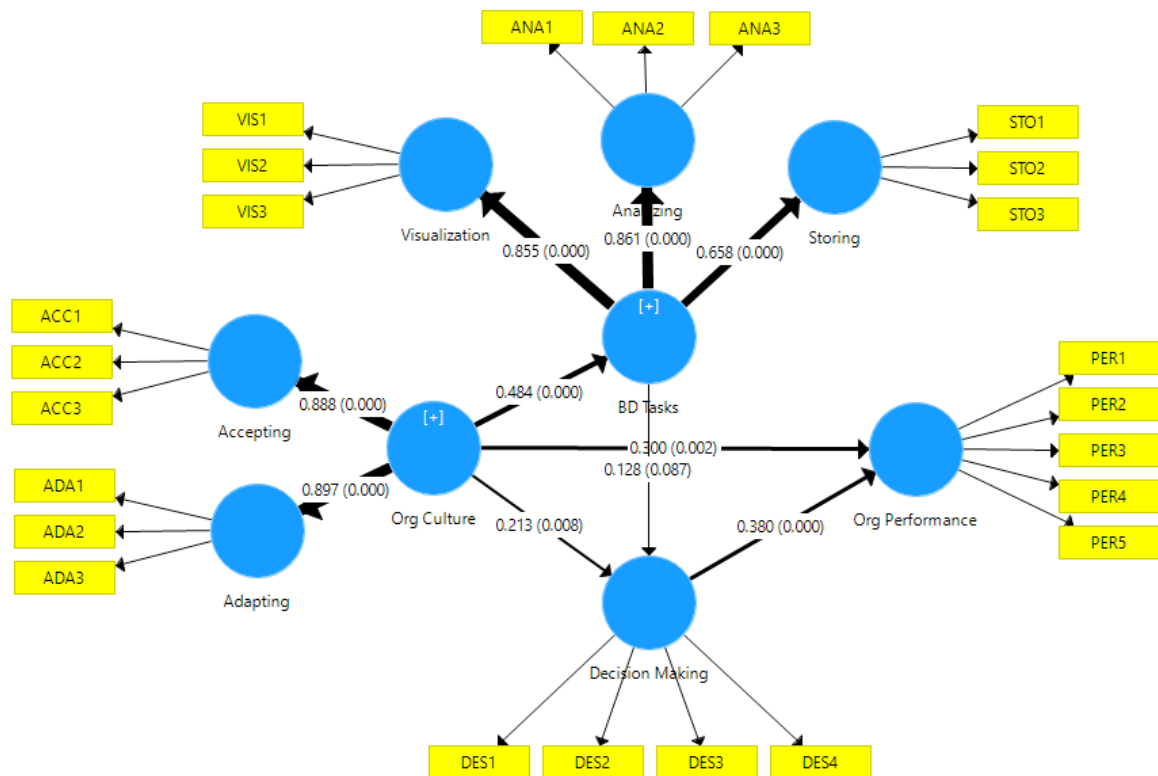 ANA1
ANA2
ANA3
VIS1
VIS2
VIS3
STO1
STO2
STO3
Visualization
Analyzing
Storing
0.855 (0.000)
0.861 (0.000)
0.658 (0.000)
[+]
BD Tasks
ACC1
ACC2
ACC3
Accepting
0.888 (0.000)
0.484 (0.000)
[+]
Org Culture
0.300 (0.002)
0.128 (0.087)
PER1
PER2
PER3
PER4
PER5
Org Performance
ADA1
ADA2
ADA3
Adapting
0.897 (0.000)
0.213 (0.008)
0.380 (0.000)
Decision Making
DES1
DES2
DES3
DES4